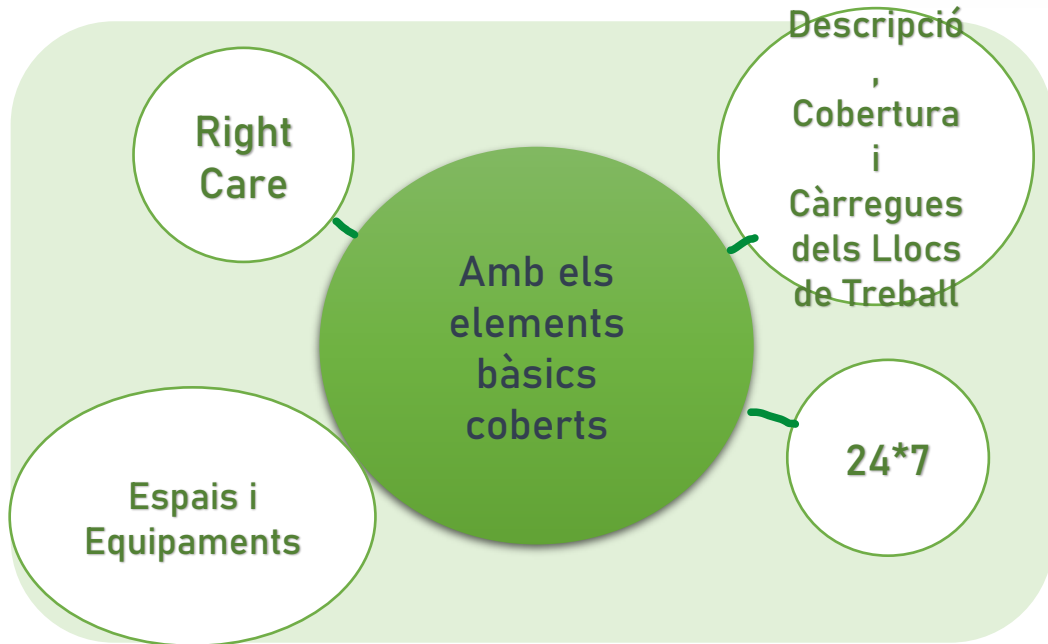 Right
Care
Descripció
,
Cobertura
i
Càrregues
dels Llocs
de Treball
Amb els
elements
bàsics
coberts
Espais i
Equipaments
24*7